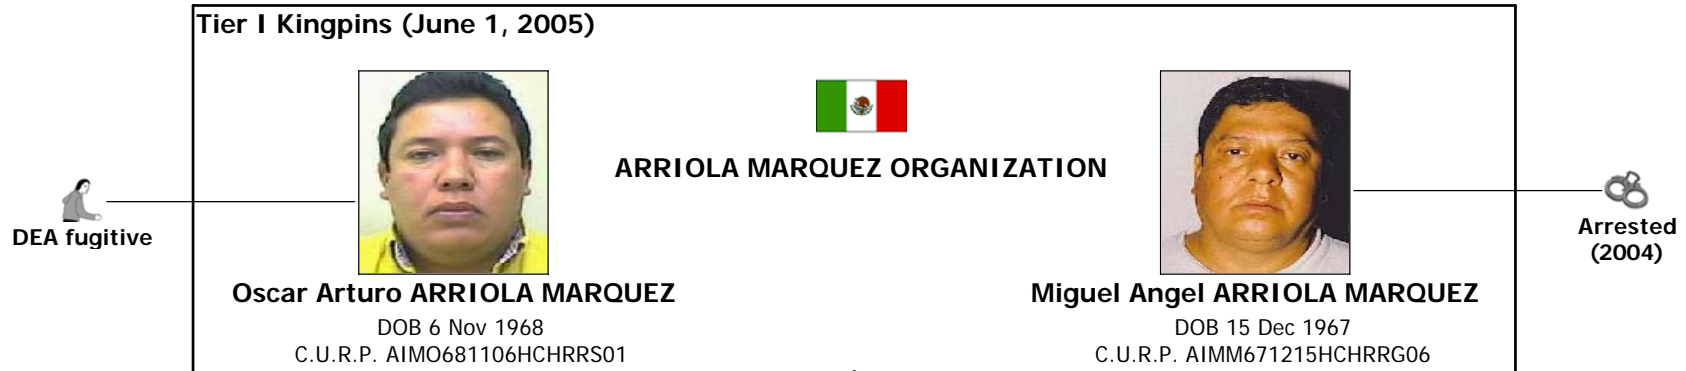 Tier I Kingpins (June 1, 2005)
ARRIOLA MARQUEZ ORGANIZATION
DEA fugitive
Arrested
(2004)
Oscar Arturo ARRIOLA MARQUEZ
DOB 6 Nov 1968
C.U.R.P. AIMO681106HCHRRS01
Miguel Angel ARRIOLA MARQUEZ
DOB 15 Dec 1967
C.U.R.P. AIMM671215HCHRRG06